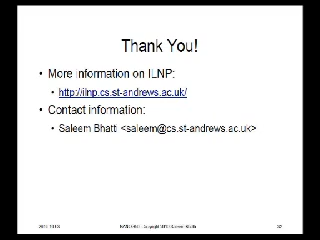 Thank You!
• More information on ILNP:
• http://ilnp.cs.st-andrews.ac.uk/
• Contact information:
• Saleem Bhatti <saleem@cs.st-andrews.ac.uk>